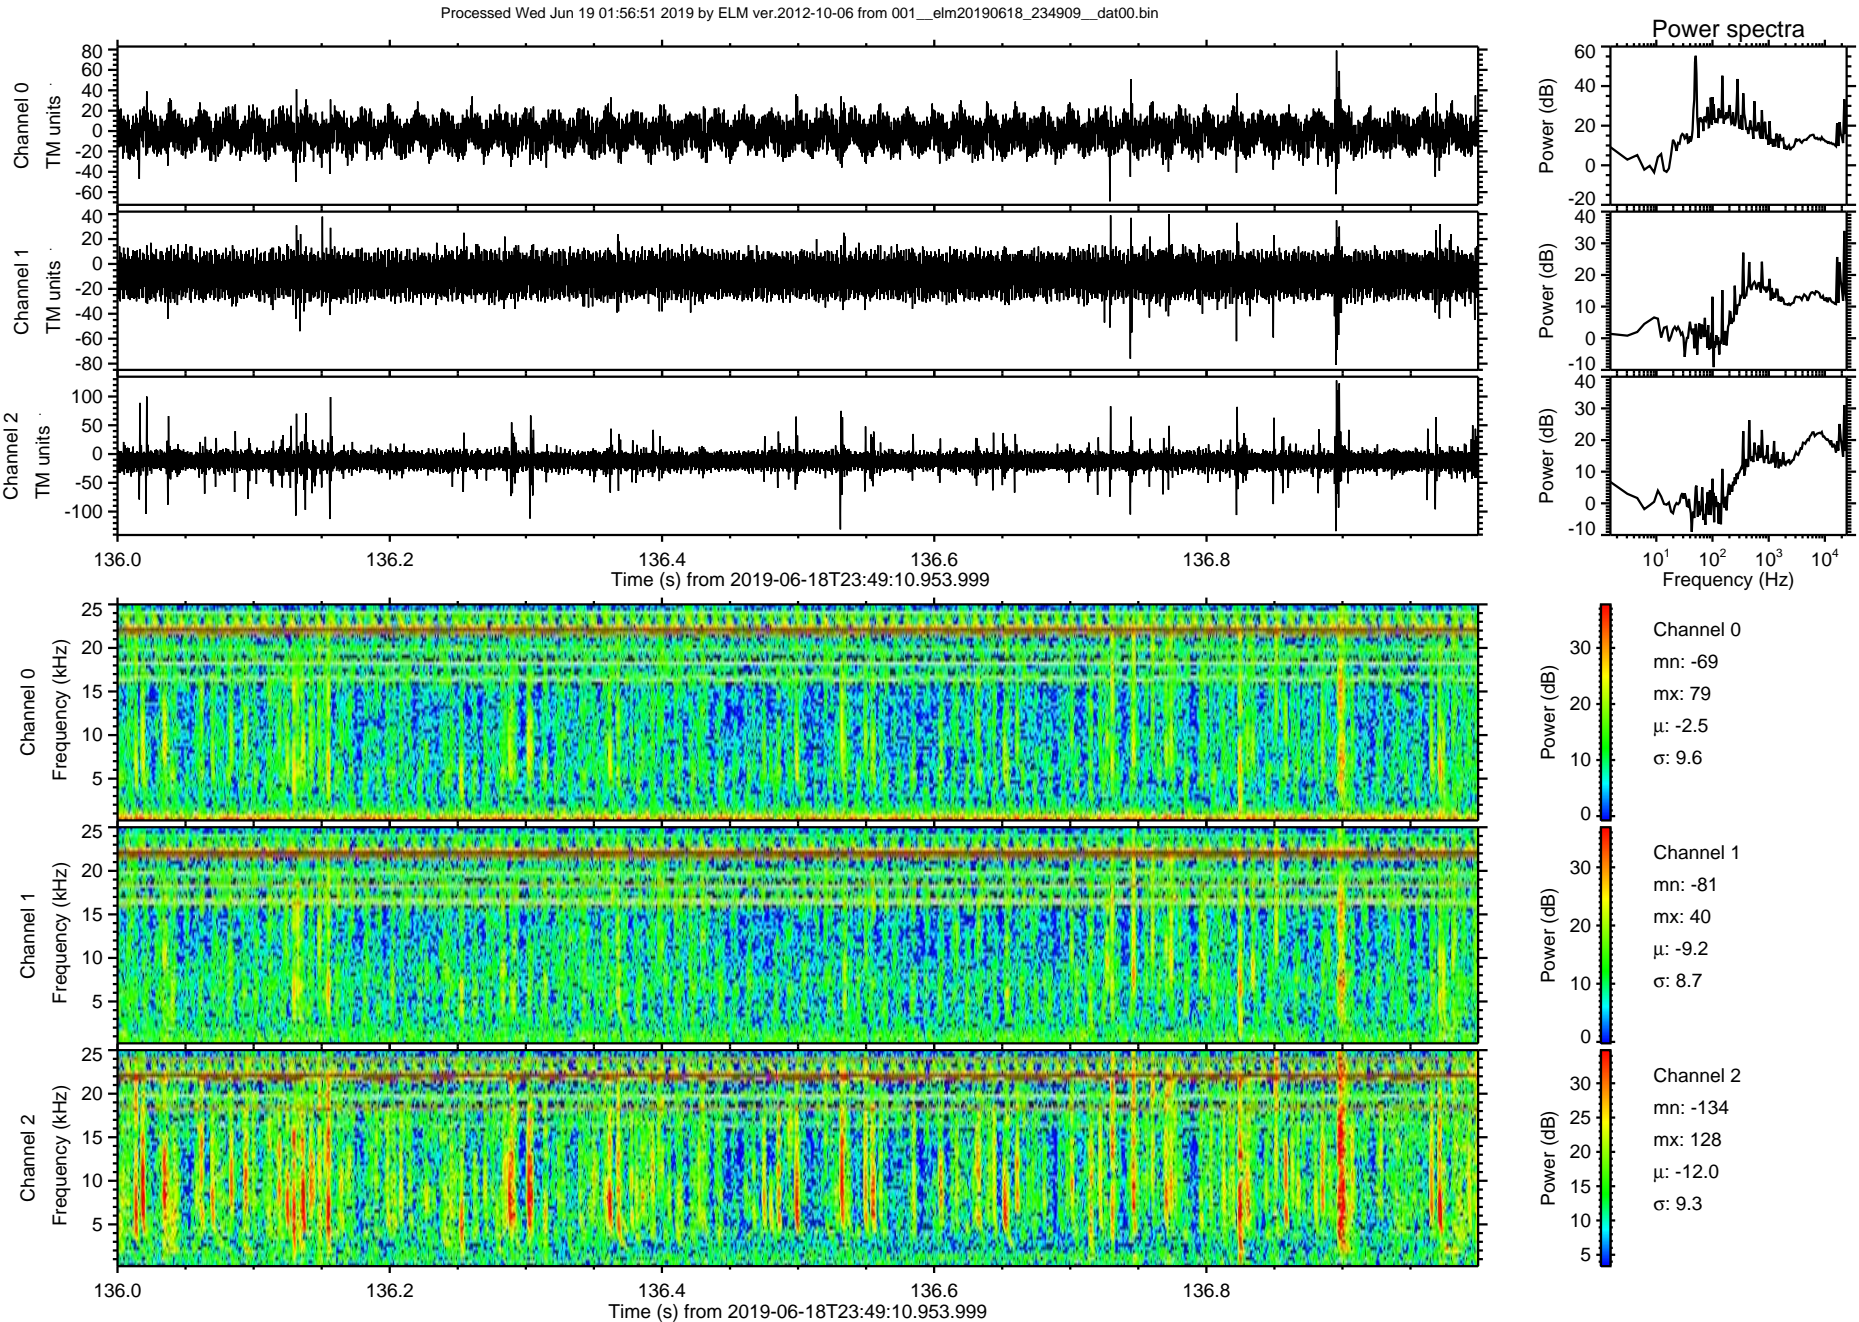 Processed Wed Jun 19 01:56:51 2019 by ELM ver.2012-10-06 from 001__elm20190618_234909__dat00.bin
Power spectra
Channel 0
TM units
80
60
40
20
0
-20
-40
-60
Power (dB)
60
40
20
0
-20
Channel 1
TM units
40
20
0
-20
-40
-60
-80
Power (dB)
40
30
20
10
0
-10
Channel 2
TM units
100
50
0
-50
-100
Power (dB)
40
30
20
10
0
-10
136.0 136.2 136.4 136.6 136.8
Time (s) from 2019-06-18T23:49:10.953.999
10¹ 10² 10³ 10⁴
Frequency (Hz)
Channel 0
Frequency (kHz)
25
20
15
10
5
Power (dB)
30
20
10
0
Channel 0
mn: -69
mx: 79
μ: -2.5
σ: 9.6
Channel 1
Frequency (kHz)
25
20
15
10
5
Power (dB)
30
20
10
0
Channel 1
mn: -81
mx: 40
μ: -9.2
σ: 8.7
Channel 2
Frequency (kHz)
25
20
15
10
5
Power (dB)
30
25
20
15
10
5
Channel 2
mn: -134
mx: 128
μ: -12.0
σ: 9.3
136.0 136.2 136.4 136.6 136.8
Time (s) from 2019-06-18T23:49:10.953.999